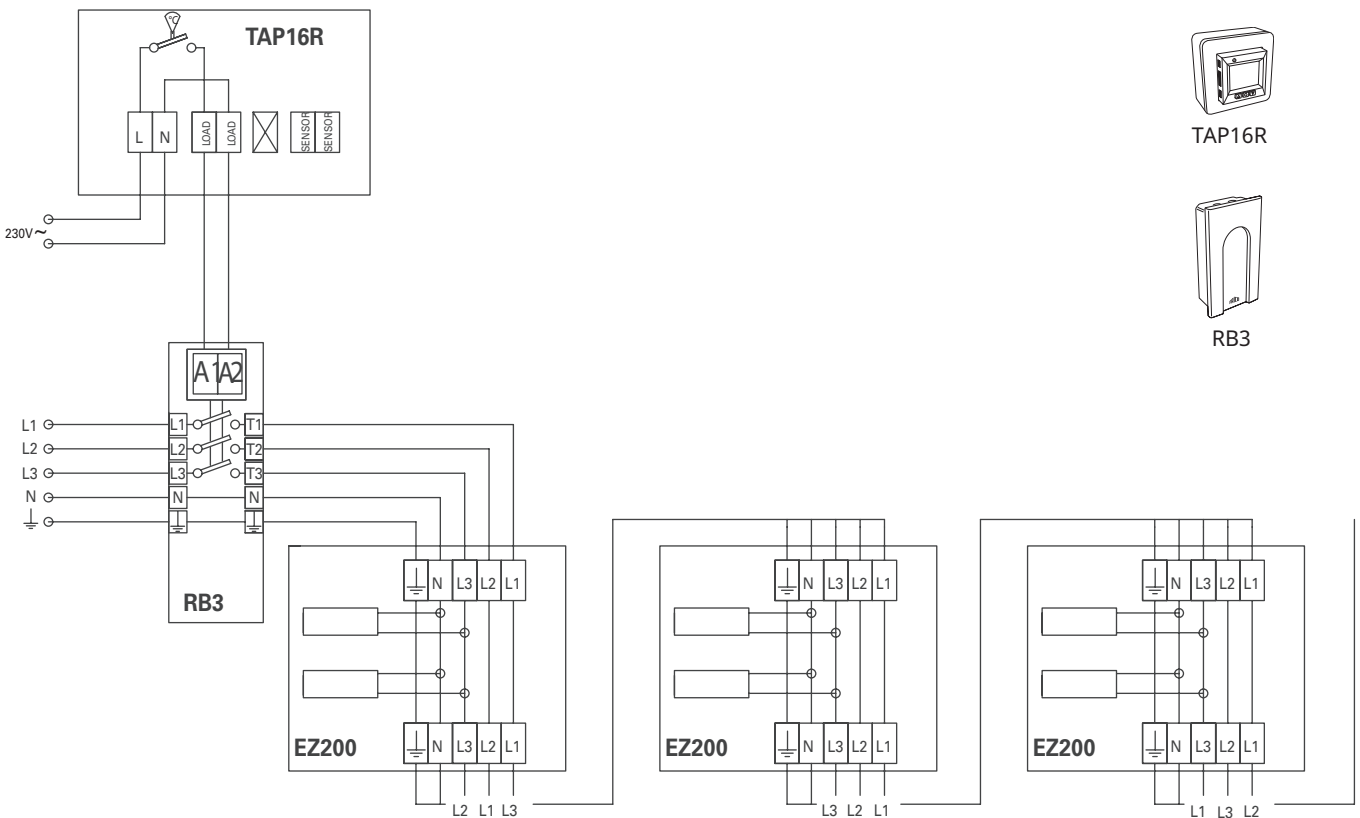 TAP16R
°C
L N LOAD LOAD SENSOR SENSOR
230V~
TAP16R
RB3
A1 A2
L1 L1 T1
L2 L2 T2
L3 L3 T3
N N N
RB3
N L3 L2 L1
N L3 L2 L1
N L3 L2 L1
EZ200 N L3 L2 L1
EZ200 N L3 L2 L1
EZ200 N L3 L2 L1
L2 L1 L3
L3 L2 L1
L1 L3 L2